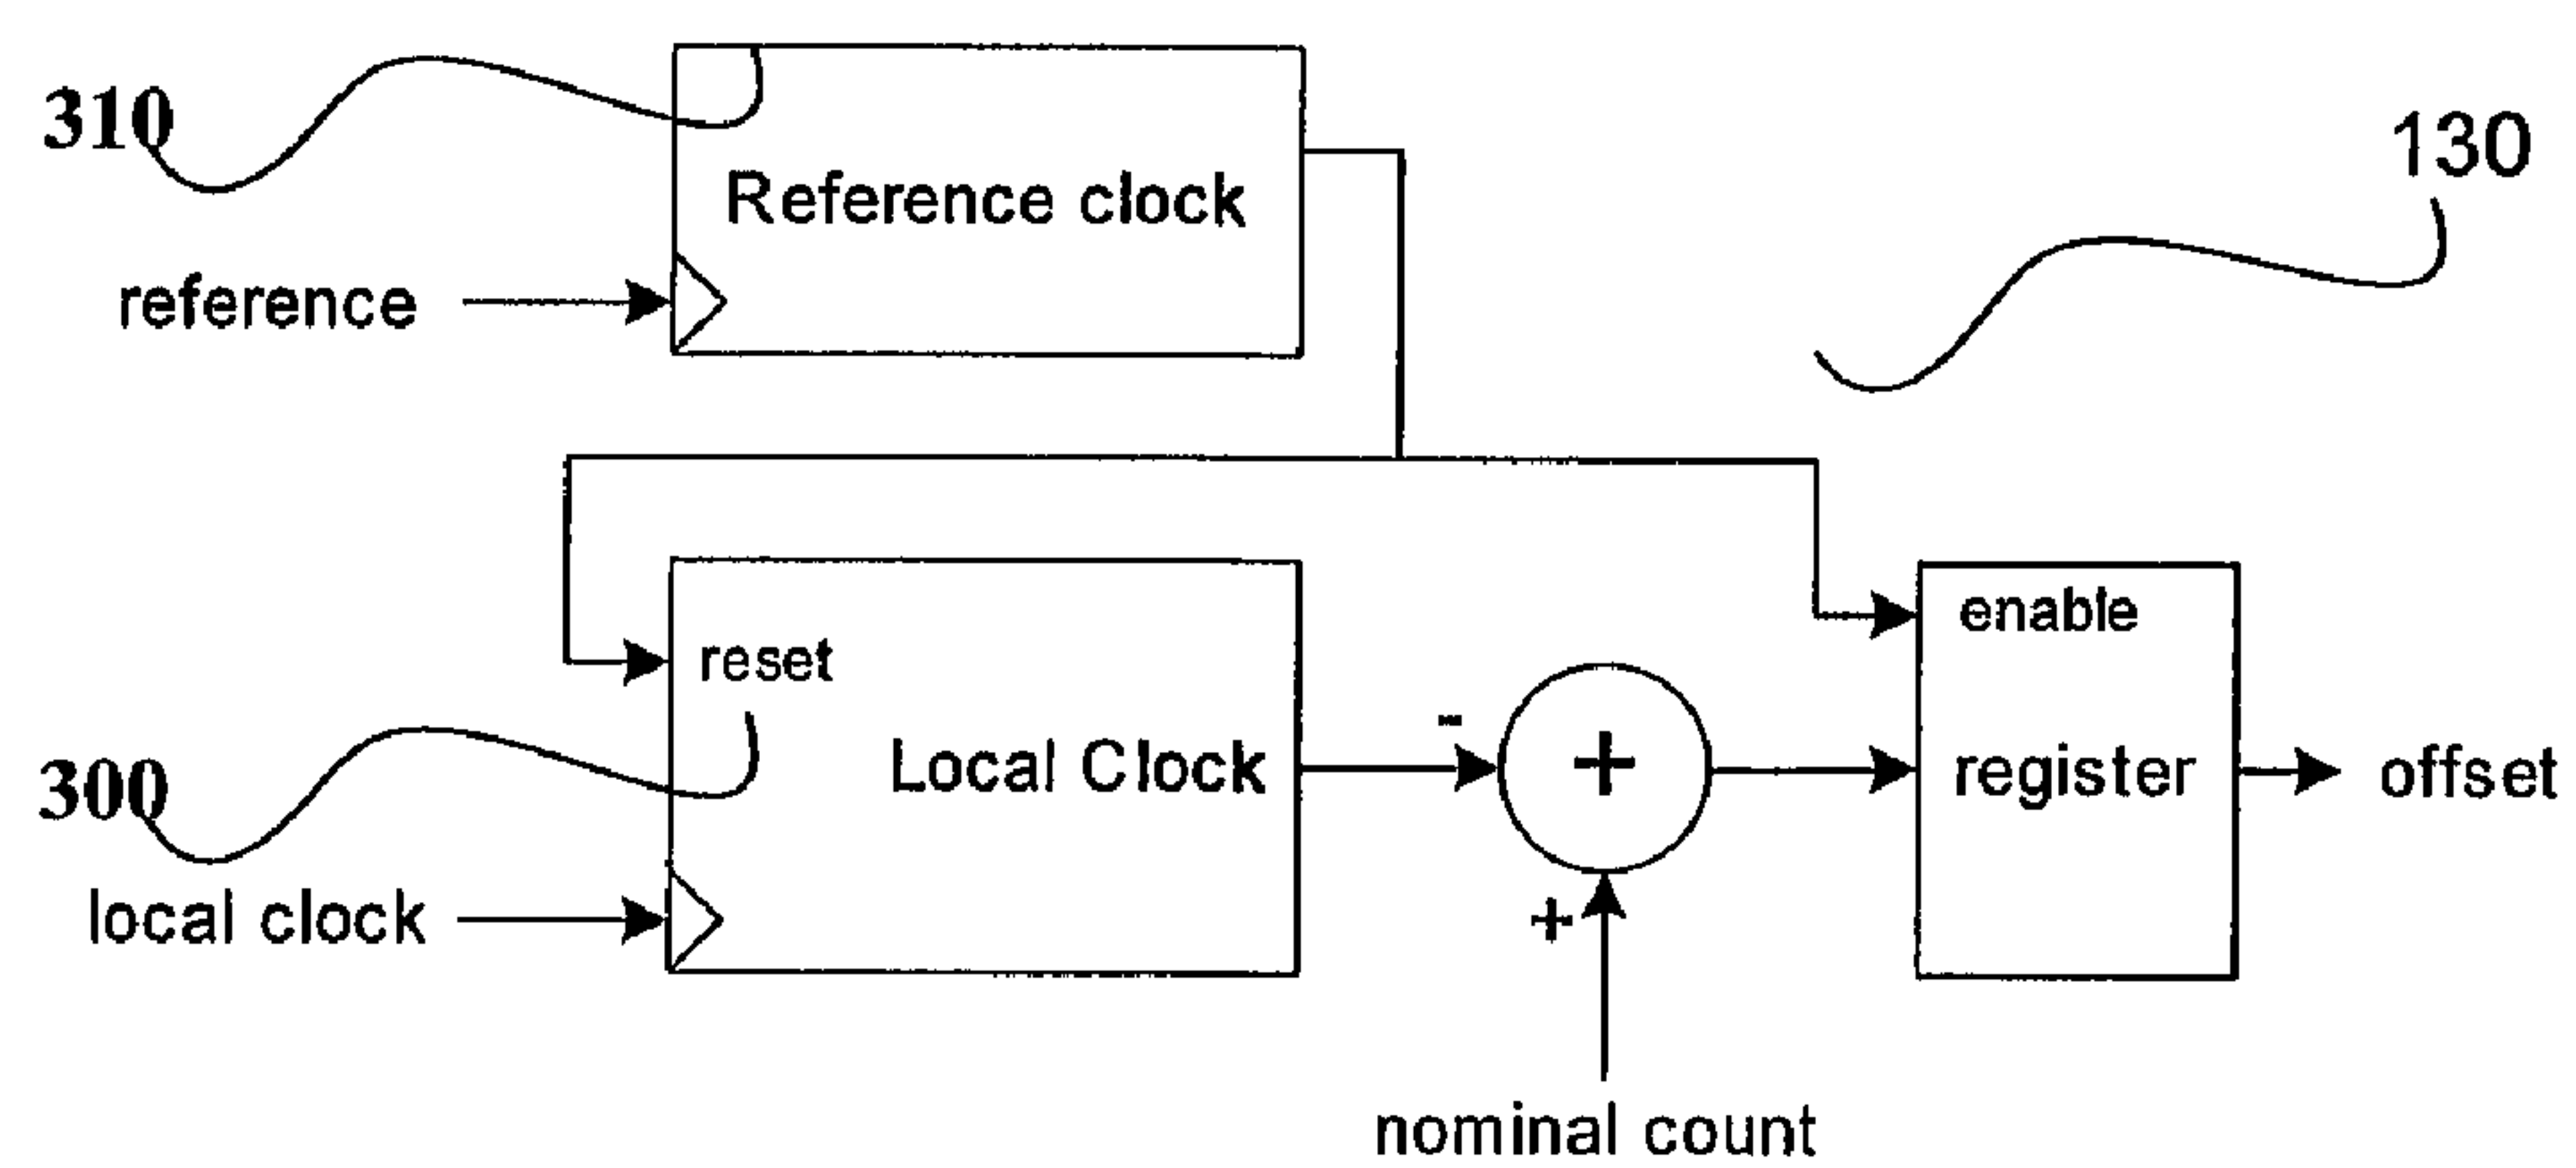 310
130
Reference clock
reference
enable
reset
-
+
Local Clock
register
offset
300
local clock
+
nominal count